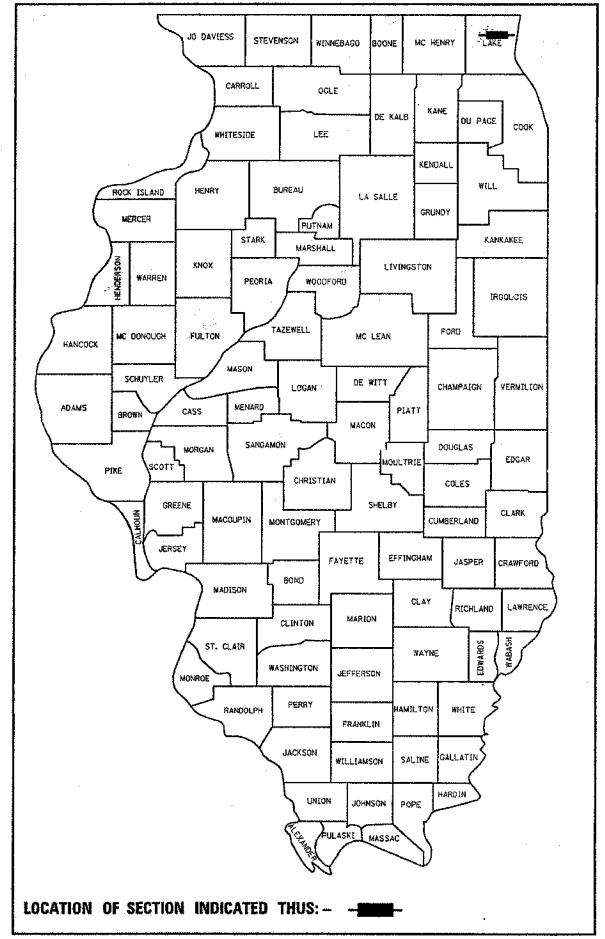 JO DAVIESS
STEVENSON
WINNEBAGO
BOONE
MC HENRY
LAKE
CARROLL
OGLE
DE KALB
KANE
DU PAGE
COOK
WHITESIDE
LEE
KENDALL
WILL
ROCK ISLAND
HENRY
BUREAU
LA SALLE
GRUNDY
MERCER
PUTNAM
STARK
MARSHALL
KANKAKEE
HENDERSON
WARREN
KNOX
PEORIA
WOODFORD
LIVINGSTON
IROQUOIS
HANCOCK
MC DONOUGH
FULTON
TAZEWELL
MC LEAN
FORD
MASON
SCHUYLER
LOGAN
DE WITT
CHAMPAIGN
VERMILION
ADAMS
BROWN
CASS
MENARD
PIATT
MACON
SANGAMON
MORGAN
DOUGLAS
EDGAR
PIKE
SCOTT
MOULTRIE
CHRISTIAN
COLES
GREENE
MACOUPIN
MONTGOMERY
SHELBY
CLARK
CALHOUN
CUMBERLAND
JERSEY
FAYETTE
EFFINGHAM
JASPER
CRAWFORD
MADISON
BOND
CLAY
RICHLAND
LAWRENCE
CLINTON
MARION
ST. CLAIR
WAYNE
EDWARDS
WABASH
WASHINGTON
JEFFERSON
MONROE
RANDOLPH
PERRY
HAMILTON
WHITE
FRANKLIN
JACKSON
WILLIAMSON
SALINE
GALLATIN
UNION
JOHNSON
POPE
HARDIN
ALEXANDER
PULASKI
MASSAC
LOCATION OF SECTION INDICATED THUS: -